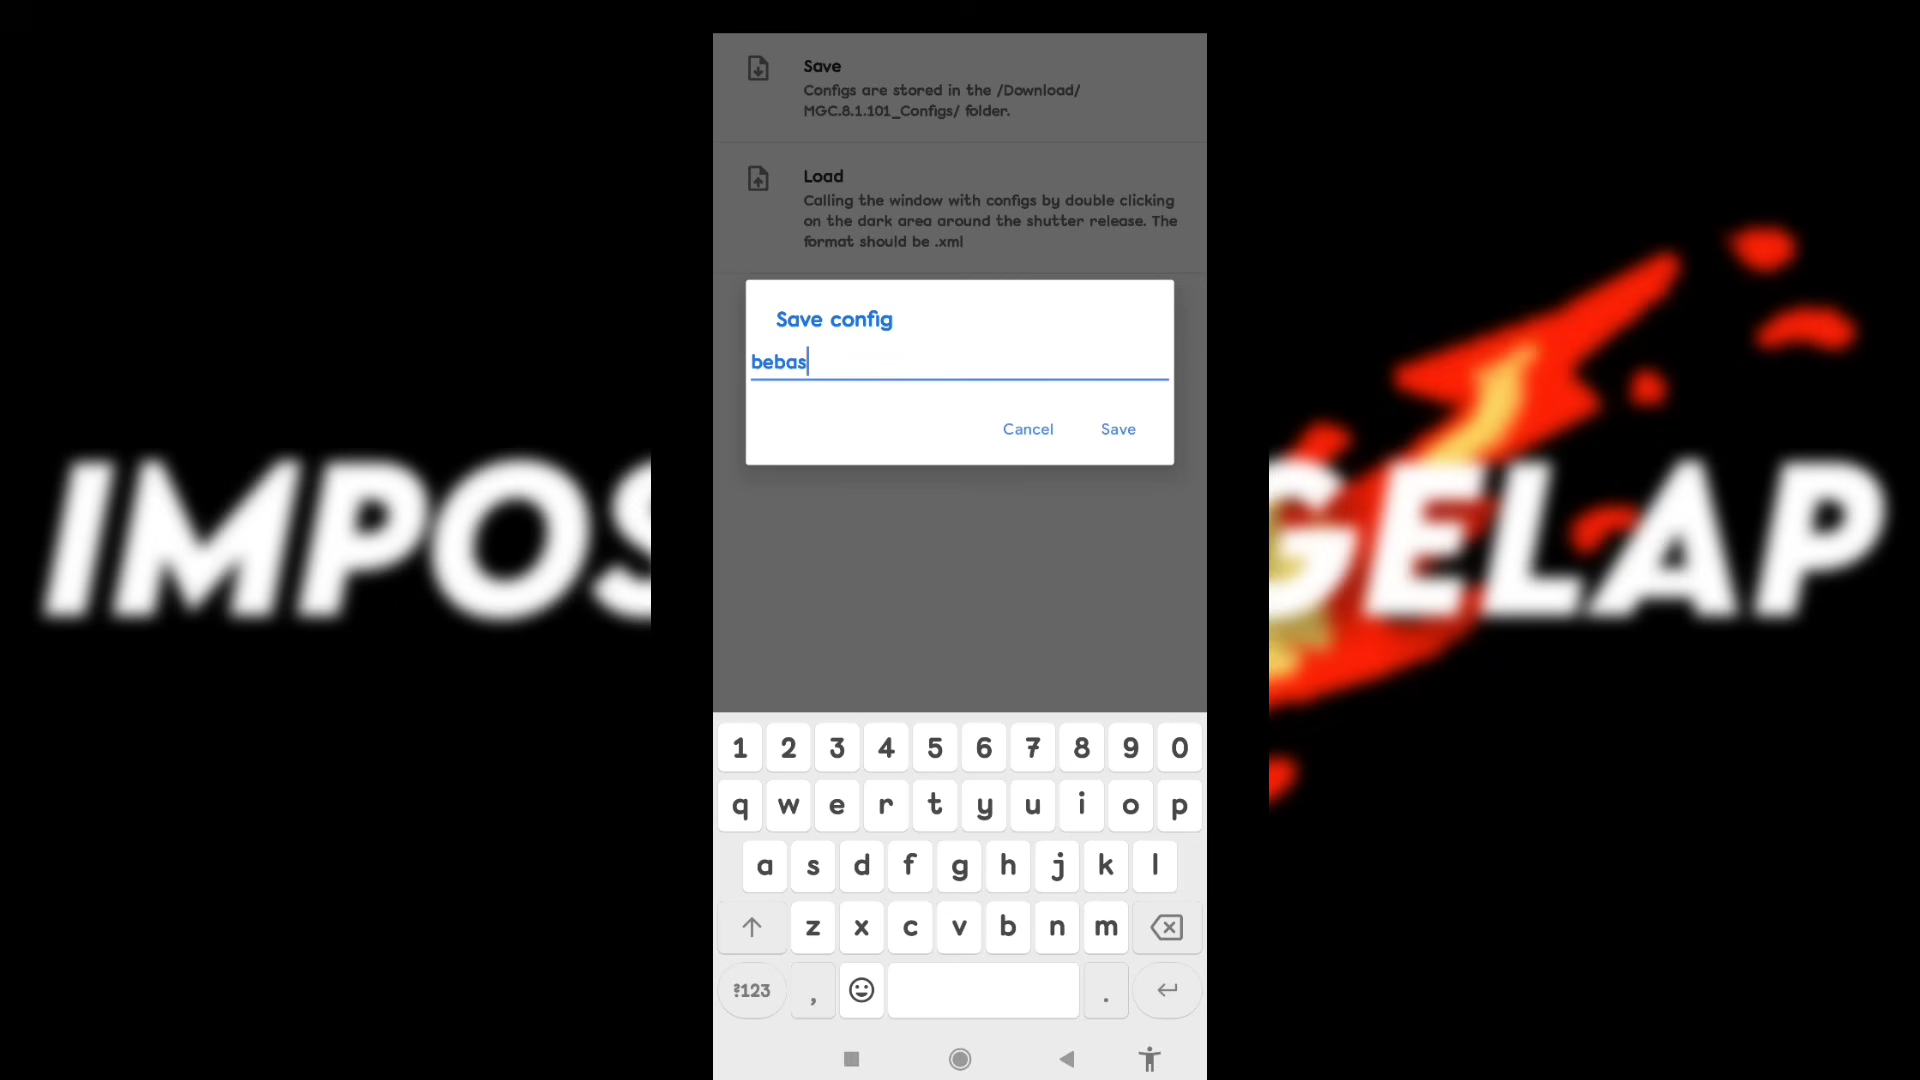 Save
Configs are stored in the /Download/
MGC.8.1.101_Configs/ folder.
Load
Calling the window with configs by double clicking
on the dark area around the shutter release. The
format should be .xml
Save config
bebas
Cancel Save
IMPOS
GELAP
1 2 3 4 5 6 7 8 9 0
q w e r t y u i o p
a s d f g h j k l
z x c v b n m
?123 , .